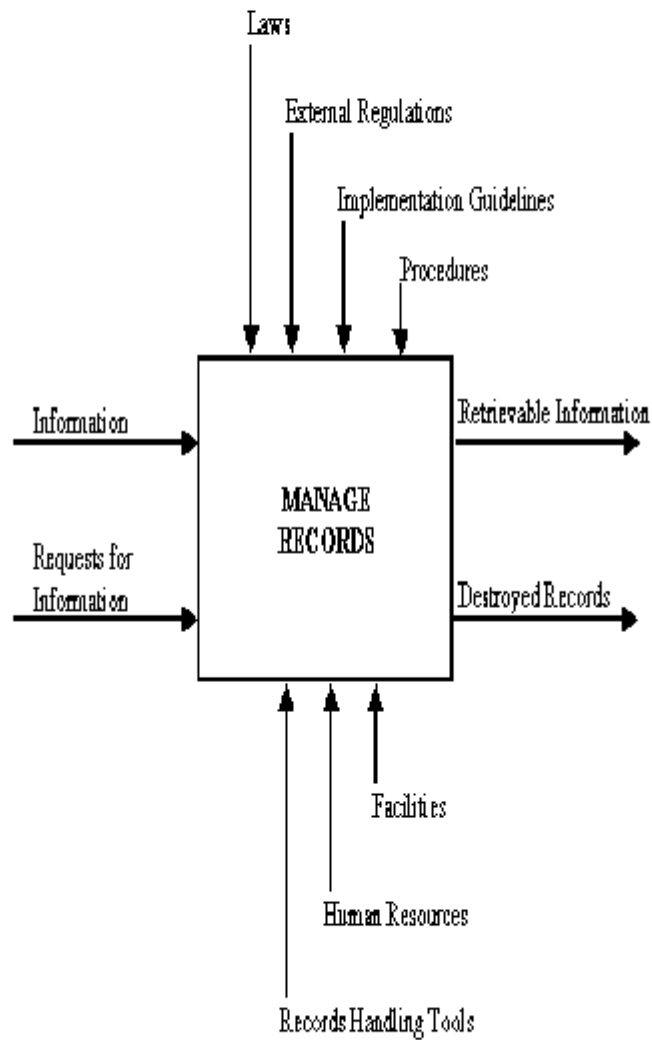 Laws
External Regulations
Implementation Guidelines
Procedures
Information
Retrievable Information
MANAGE
RECORDS
Requests for
Information
Destroyed Records
Facilities
Human Resources
Records Handling Tools